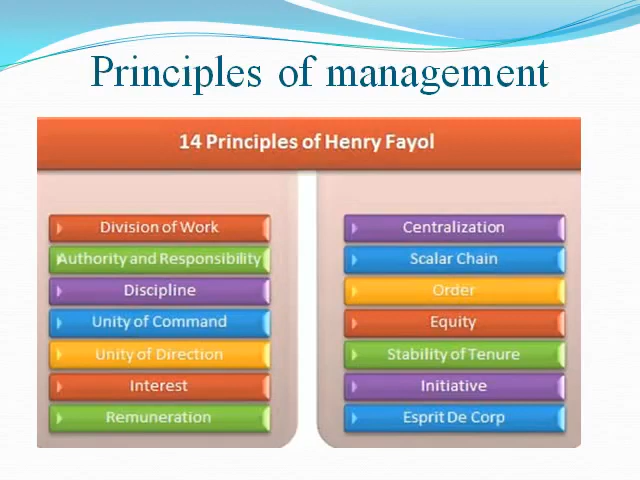 Principles of management
14 Principles of Henry Fayol
Division of Work
Authority and Responsibility
Discipline
Unity of Command
Unity of Direction
Interest
Remuneration
Centralization
Scalar Chain
Order
Equity
Stability of Tenure
Initiative
Esprit De Corp